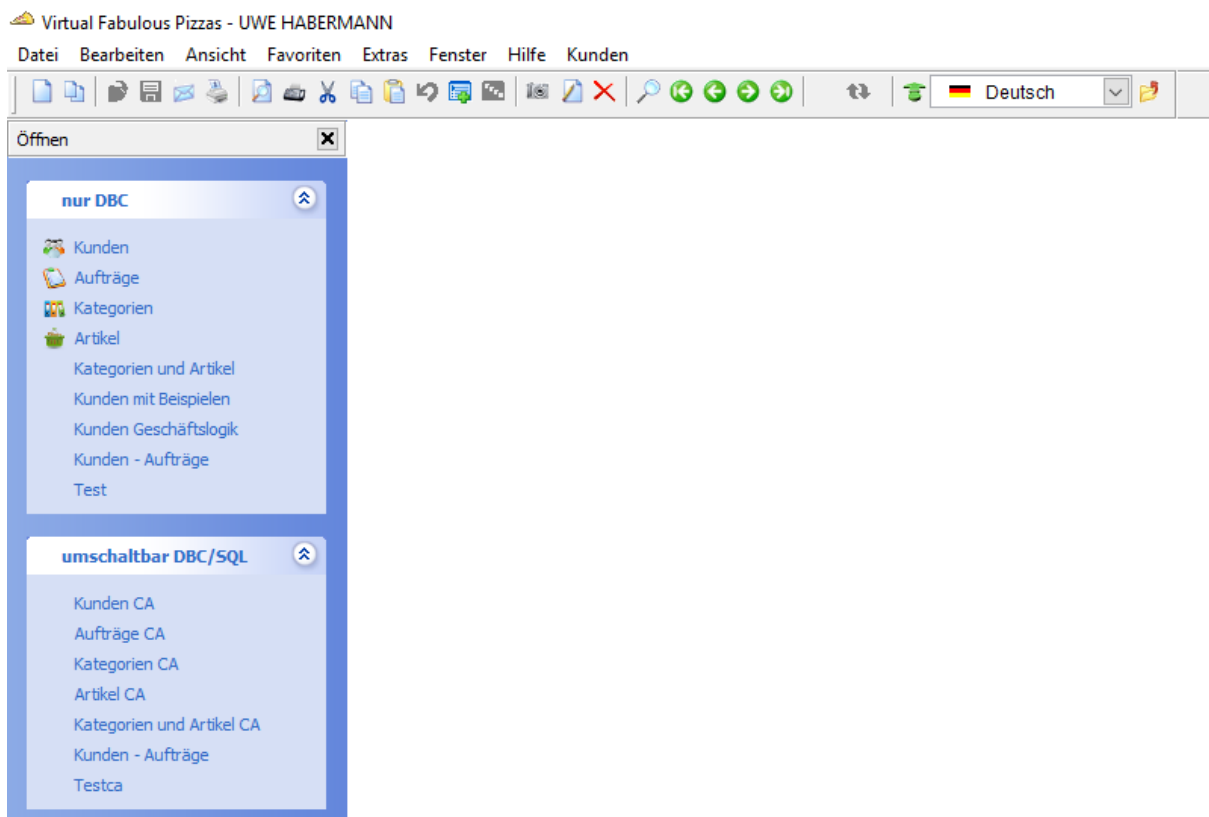 Virtual Fabulous Pizzas - UWE HABERMANN
Datei Bearbeiten Ansicht Favoriten Extras Fenster Hilfe Kunden
Deutsch
Öffnen
nur DBC
Kunden
Aufträge
Kategorien
Artikel
Kategorien und Artikel
Kunden mit Beispielen
Kunden Geschäftslogik
Kunden - Aufträge
Test
umschaltbar DBC/SQL
Kunden CA
Aufträge CA
Kategorien CA
Artikel CA
Kategorien und Artikel CA
Kunden - Aufträge
Testca